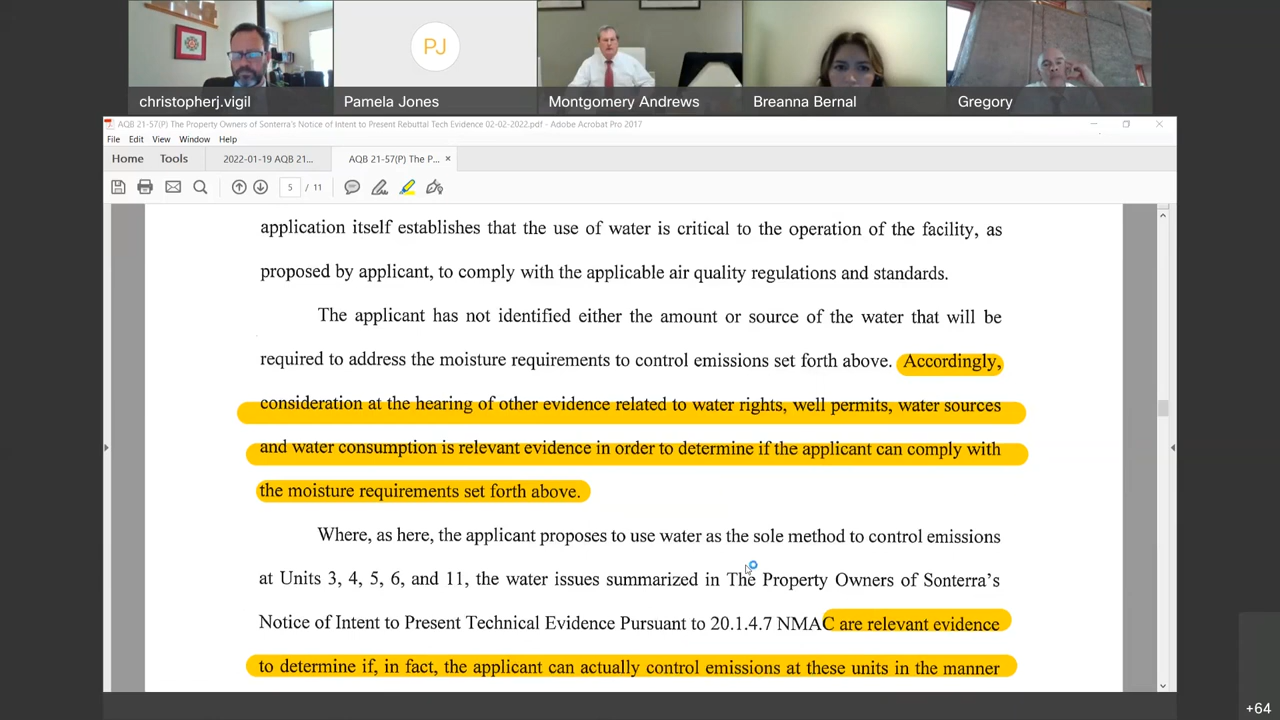 PJ
christopherj.vigil
Pamela Jones
Montgomery Andrews
Breanna Bernal
Gregory
AQB 21-57(P) The Property Owners of Sonterra's Notice of Intent to Present Rebuttal Tech Evidence 02-02-2022.pdf - Adobe Acrobat Pro 2017
File Edit View Window Help
Home Tools 2022-01-19 AQB 21... AQB 21-57(P) The P... ×
5 / 11
application itself establishes that the use of water is critical to the operation of the facility, as
proposed by applicant, to comply with the applicable air quality regulations and standards.
The applicant has not identified either the amount or source of the water that will be
required to address the moisture requirements to control emissions set forth above. Accordingly,
consideration at the hearing of other evidence related to water rights, well permits, water sources
and water consumption is relevant evidence in order to determine if the applicant can comply with
the moisture requirements set forth above.
Where, as here, the applicant proposes to use water as the sole method to control emissions
at Units 3, 4, 5, 6, and 11, the water issues summarized in The Property Owners of Sonterra's
Notice of Intent to Present Technical Evidence Pursuant to 20.1.4.7 NMAC are relevant evidence
to determine if, in fact, the applicant can actually control emissions at these units in the manner
+64